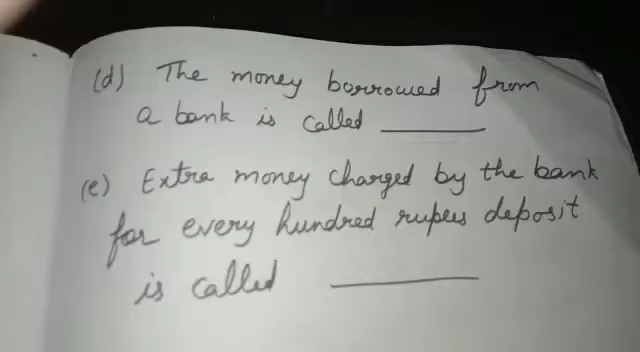 (d) The money borrowed from
a bank is called ______
(e) Extra money charged by the bank
for every hundred rupees deposit
is called ______